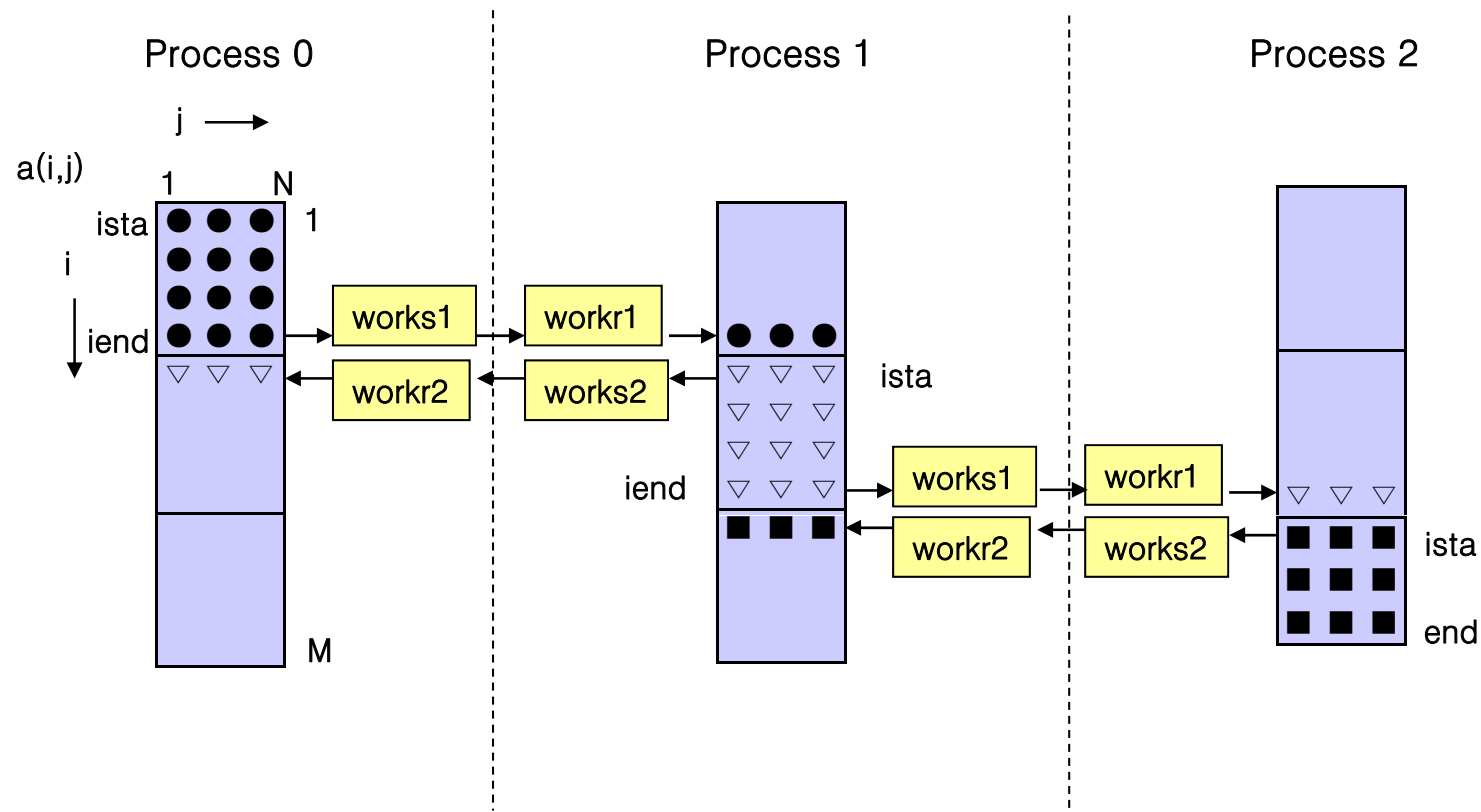 Process 0
Process 1
Process 2
j
a(i,j)
1
N
ista
1
i
iend
works1
workr1
workr2
works2
ista
iend
works1
workr1
workr2
works2
ista
end
M